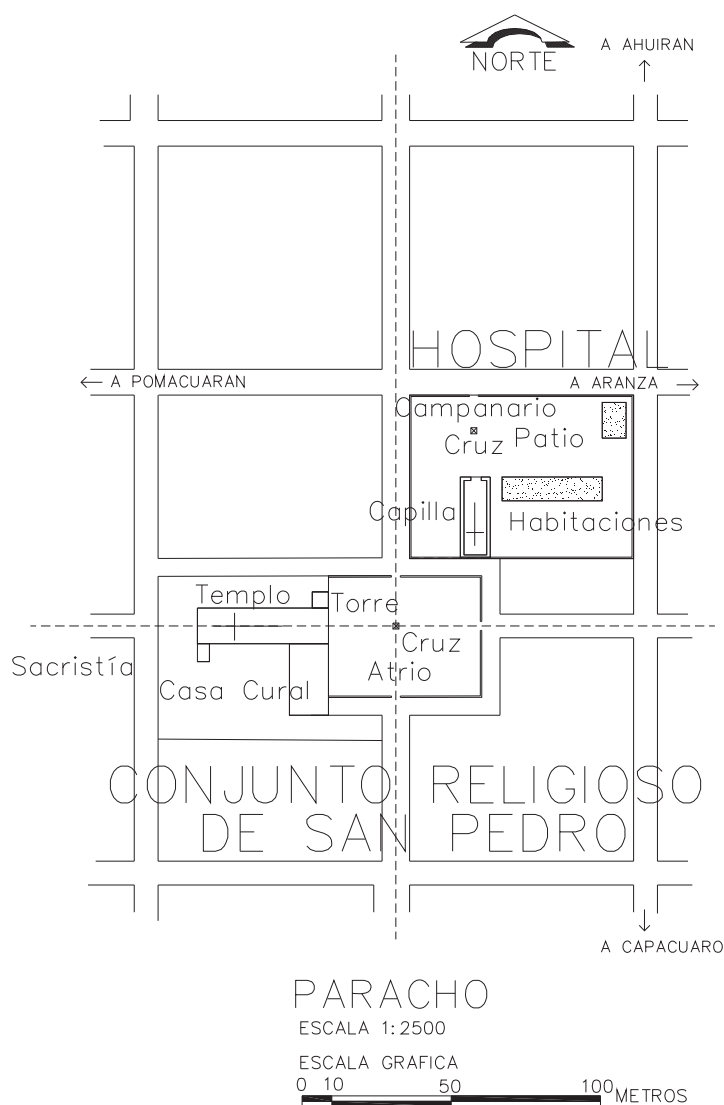 NORTE
A AHUIRAN
HOSPITAL
A POMACUARAN
A ARANZA
Campanario
Cruz Patio
Capilla
Habitaciones
Templo
Torre
Cruz
Sacristía
Atrio
Casa Cural
CONJUNTO RELIGIOSO
DE SAN PEDRO
A CAPACUARO
PARACHO
ESCALA 1:2500
ESCALA GRAFICA
0 10 50 100 METROS